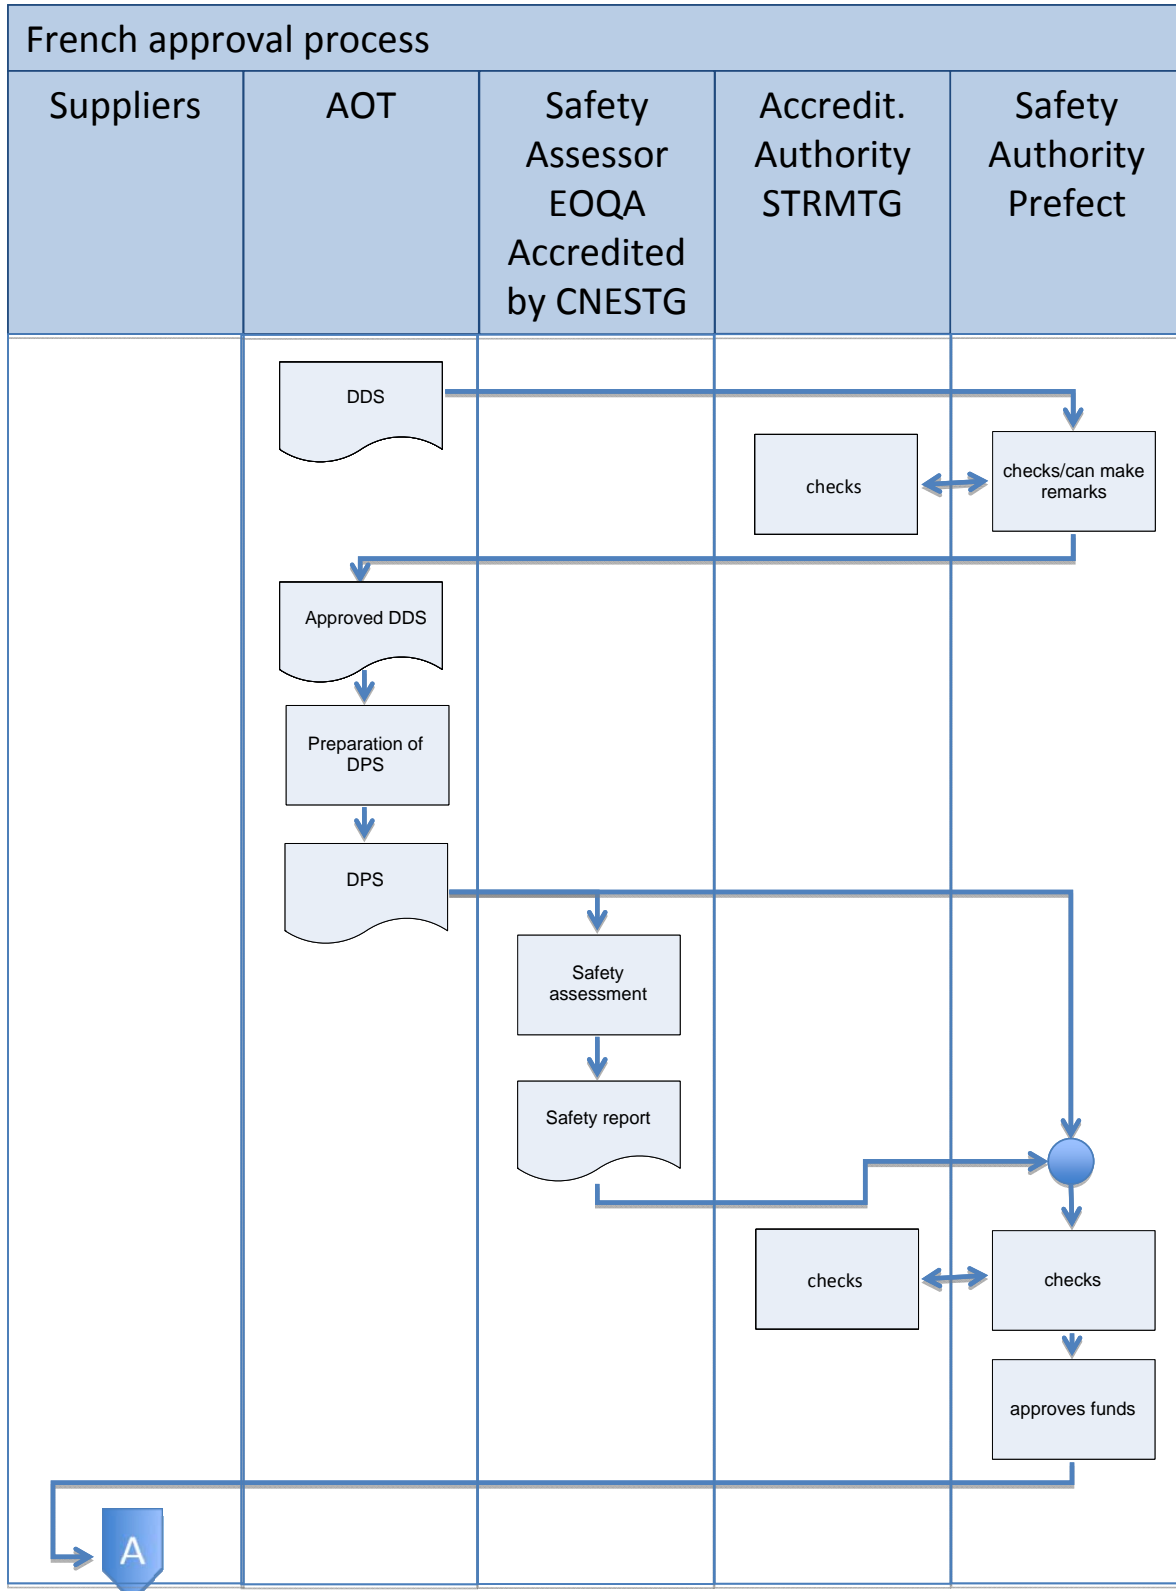 French approval process
Suppliers
AOT
Safety
Assessor
EOQA
Accredited
by CNESTG
Accredit.
Authority
STRMTG
Safety
Authority
Prefect
DDS
checks
checks/can make
remarks
Approved DDS
Preparation of
DPS
DPS
Safety
assessment
Safety report
checks
checks
approves funds
A